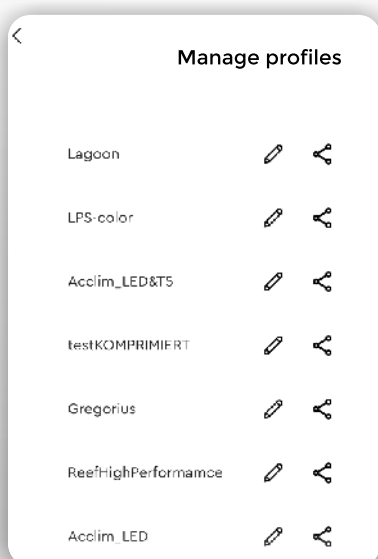 Manage profiles
Lagoon
LPS-color
Acclim_LED&T5
testKOMPRIMIERT
Gregorius
ReefHighPerformamce
Acclim_LED